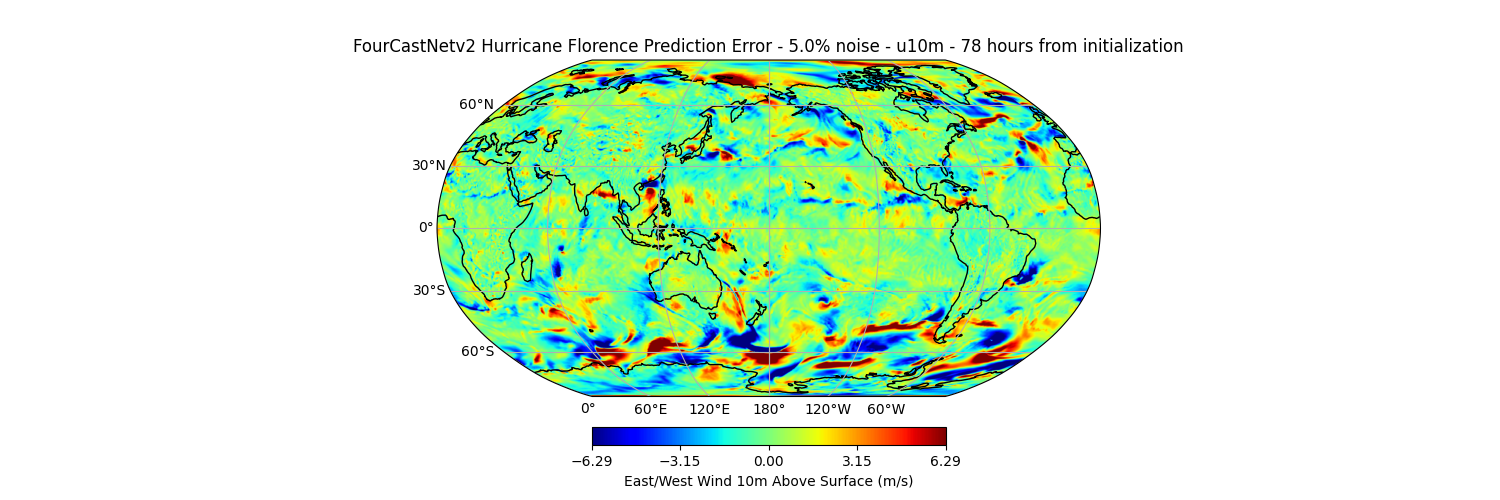 FourCastNetv2 Hurricane Florence Prediction Error - 5.0% noise - u10m - 78 hours from initialization
60°N
30°N
0°
30°S
60°S
0° 60°E 120°E 180° 120°W 60°W
−6.29 −3.15 0.00 3.15 6.29
East/West Wind 10m Above Surface (m/s)